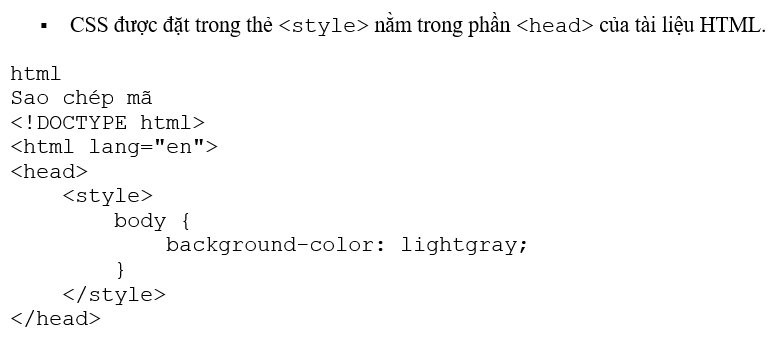 ▪ CSS được đặt trong thẻ <style> nằm trong phần <head> của tài liệu HTML.
html
Sao chép mã
<!DOCTYPE html>
<html lang="en">
<head>
    <style>
        body {
            background-color: lightgray;
        }
    </style>
</head>